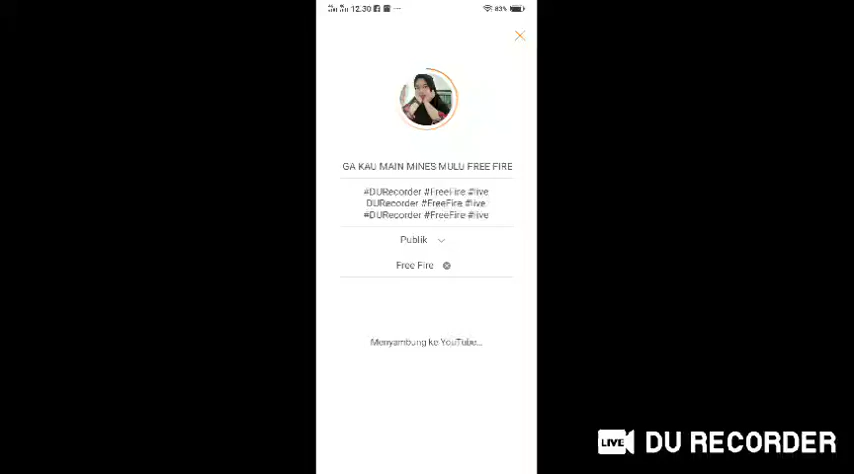 12.30 ...
83%
GA KAU MAIN MINES MULU FREE FIRE
#DURecorder #FreeFire #live
DURecorder #FreeFire #live
#DURecorder #FreeFire #live
Publik
Free Fire
Menyambung ke YouTube...
LIVE DU RECORDER